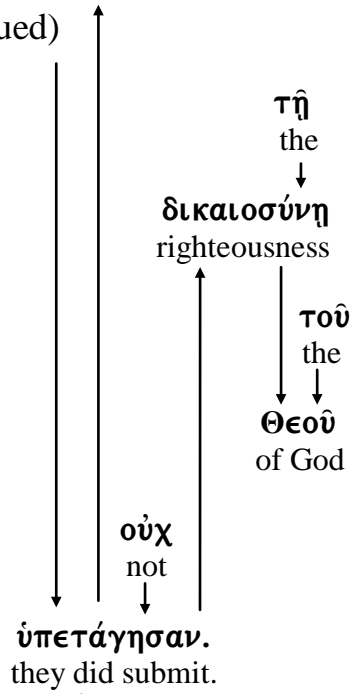 ued)
τῇ
the
δικαιοσύνῃ
righteousness
τοῦ
the
Θεοῦ
of God
οὐχ
not
ὑπετάγησαν.
they did submit.